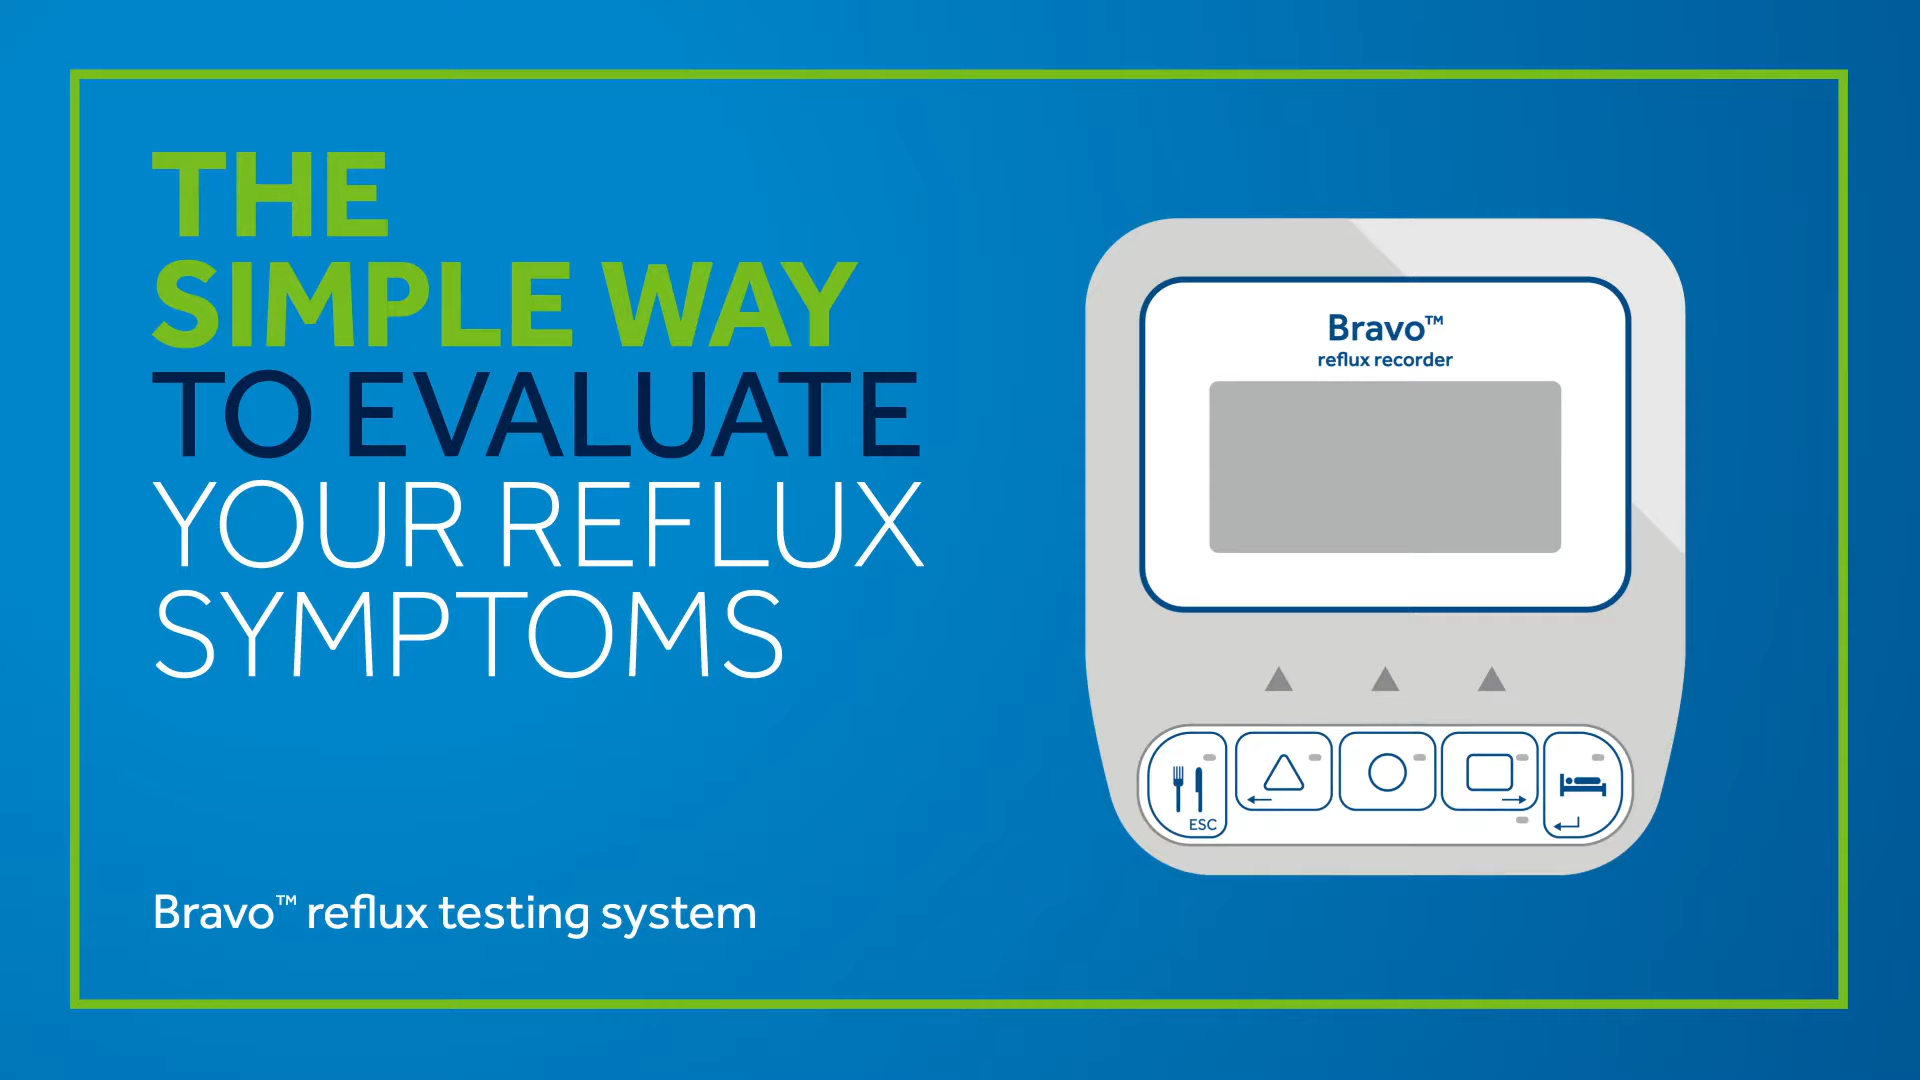 THE
SIMPLE WAY
TO EVALUATE
YOUR REFLUX
SYMPTOMS
Bravo™ reflux testing system
Bravo™
reflux recorder
ESC